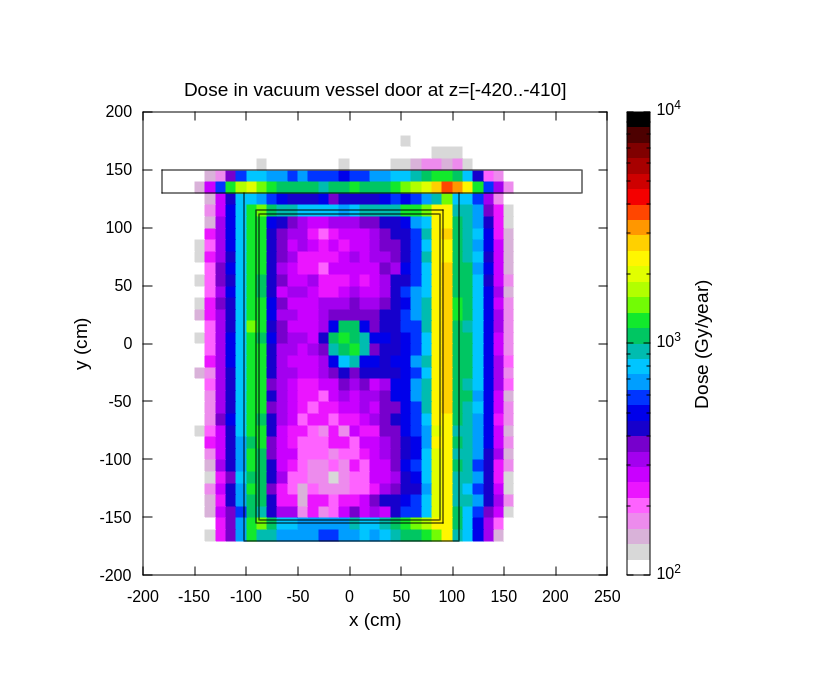 Dose in vacuum vessel door at z=[-420..-410]
200
150
100
50
0
-50
-100
-150
-200
y (cm)
-200 -150 -100 -50 0 50 100 150 200 250
x (cm)
10^4
10^3
10^2
Dose (Gy/year)